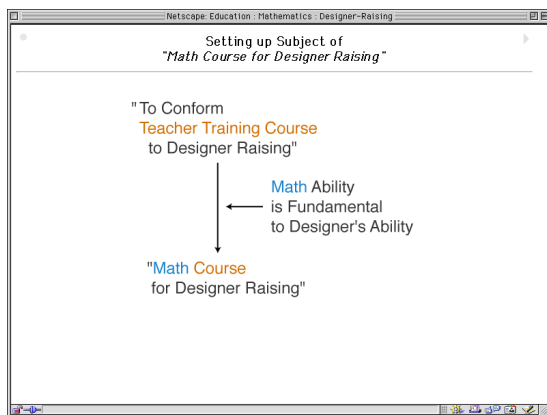 Netscape: Education : Mathematics : Designer-Raising
Setting up Subject of
"Math Course for Designer Raising"
"To Conform
Teacher Training Course
to Designer Raising"
Math Ability
is Fundamental
to Designer's Ability
"Math Course
for Designer Raising"